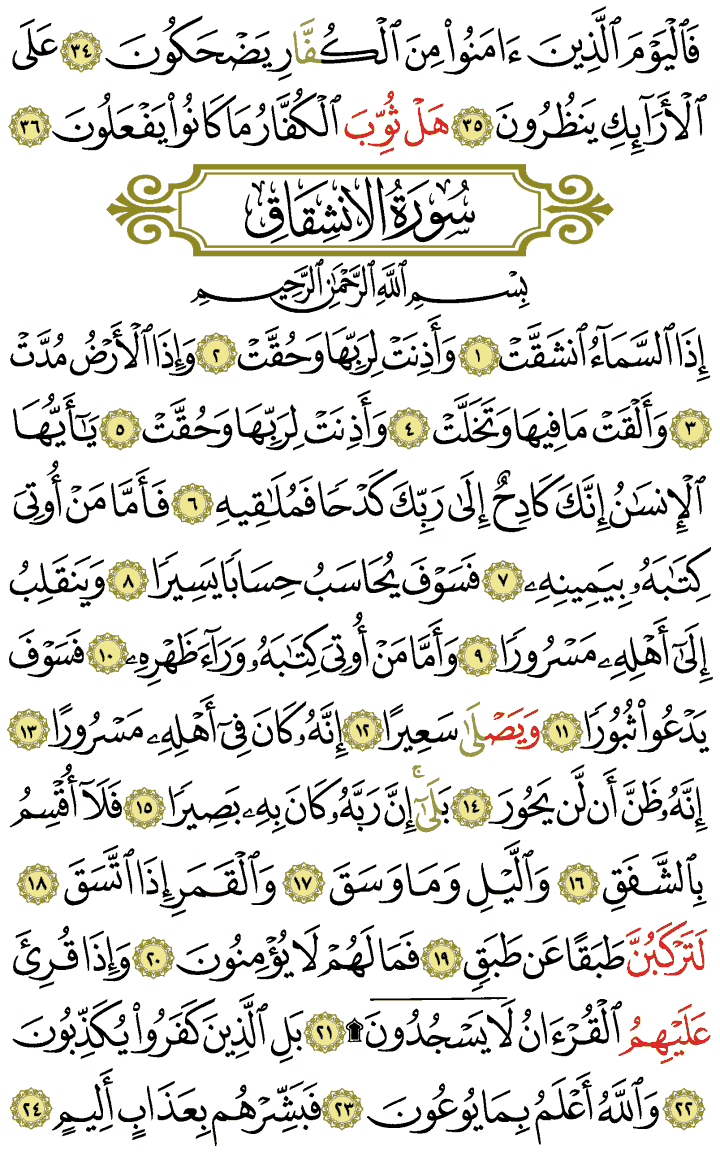 فَٱلْيَوْمَ ٱلَّذِينَ ءَامَنُوا۟ مِنَ ٱلْكُفَّارِ يَضْحَكُونَ ٣٤ عَلَى
ٱلْأَرَآئِكِ يَنظُرُونَ ٣٥ هَلْ ثُوِّبَ ٱلْكُفَّارُ مَا كَانُوا۟ يَفْعَلُونَ ٣٦
سُورَةُ الِانشِقَاقِ
بِسْمِ ٱللَّهِ ٱلرَّحْمَٰنِ ٱلرَّحِيمِ
إِذَا ٱلسَّمَآءُ ٱنشَقَّتْ ١ وَأَذِنَتْ لِرَبِّهَا وَحُقَّتْ ٢ وَإِذَا ٱلْأَرْضُ مُدَّتْ
٣ وَأَلْقَتْ مَا فِيهَا وَتَخَلَّتْ ٤ وَأَذِنَتْ لِرَبِّهَا وَحُقَّتْ ٥ يَٰٓأَيُّهَا
ٱلْإِنسَٰنُ إِنَّكَ كَادِحٌ إِلَىٰ رَبِّكَ كَدْحًا فَمُلَٰقِيهِ ٦ فَأَمَّا مَنْ أُوتِىَ
كِتَٰبَهُۥ بِيَمِينِهِۦ ٧ فَسَوْفَ يُحَاسَبُ حِسَابًا يَسِيرًا ٨ وَيَنقَلِبُ
إِلَىٰٓ أَهْلِهِۦ مَسْرُورًا ٩ وَأَمَّا مَنْ أُوتِىَ كِتَٰبَهُۥ وَرَآءَ ظَهْرِهِۦ ١٠ فَسَوْفَ
يَدْعُوا۟ ثُبُورًا ١١ وَيَصْلَىٰ سَعِيرًا ١٢ إِنَّهُۥ كَانَ فِىٓ أَهْلِهِۦ مَسْرُورًا ١٣
إِنَّهُۥ ظَنَّ أَن لَّن يَحُورَ ١٤ بَلَىٰٓۚ إِنَّ رَبَّهُۥ كَانَ بِهِۦ بَصِيرًا ١٥ فَلَآ أُقْسِمُ
بِٱلشَّفَقِ ١٦ وَٱلَّيْلِ وَمَا وَسَقَ ١٧ وَٱلْقَمَرِ إِذَا ٱتَّسَقَ ١٨
لَتَرْكَبُنَّ طَبَقًا عَن طَبَقٍ ١٩ فَمَا لَهُمْ لَا يُؤْمِنُونَ ٢٠ وَإِذَا قُرِئَ
عَلَيْهِمُ ٱلْقُرْءَانُ لَا يَسْجُدُونَ ۩ ٢١ بَلِ ٱلَّذِينَ كَفَرُوا۟ يُكَذِّبُونَ
٢٢ وَٱللَّهُ أَعْلَمُ بِمَا يُوعُونَ ٢٣ فَبَشِّرْهُم بِعَذَابٍ أَلِيمٍ ٢٤